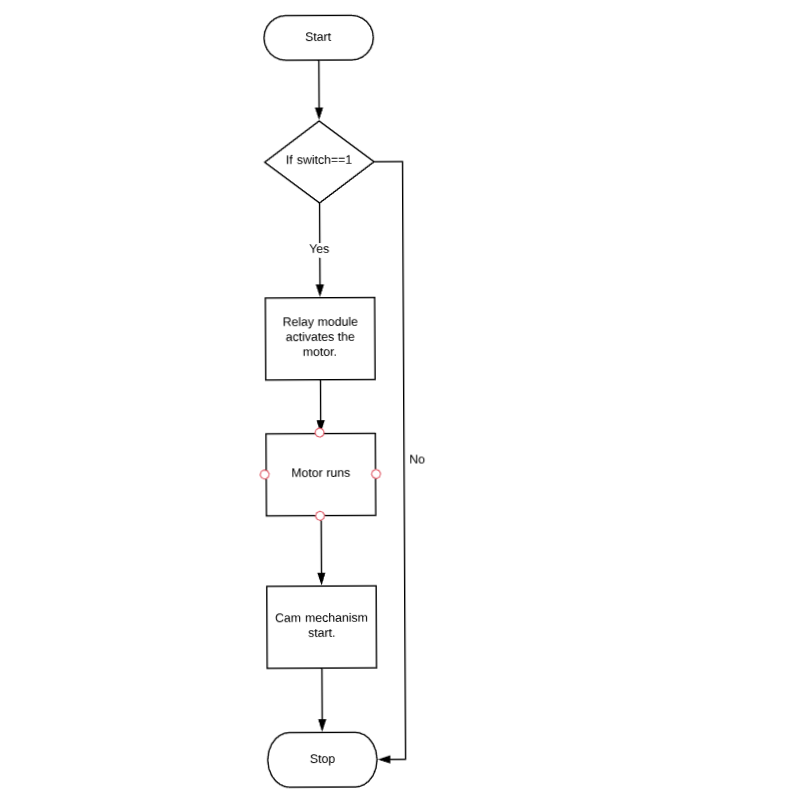 Start
If switch==1
Yes
Relay module
activates the
motor.
No
Motor runs
Cam mechanism
start.
Stop